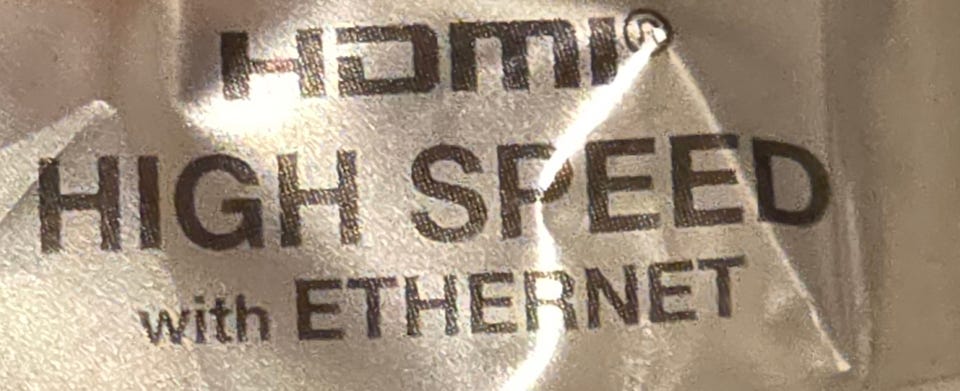 HDMI®
HIGH SPEED
with ETHERNET